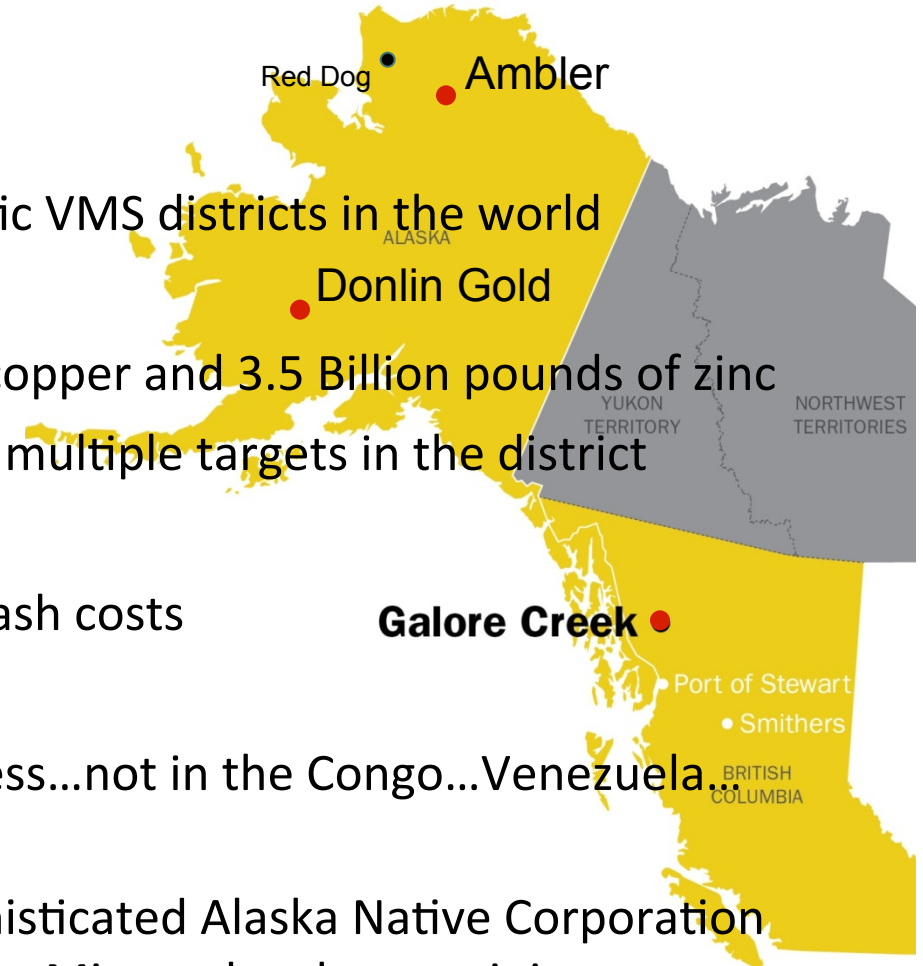 Ambler
Red Dog
ic VMS districts in the world
ALASKA
Donlin Gold
copper and 3.5 Billion pounds of zinc
YUKON
TERRITORY
NORTHWEST
TERRITORIES
multiple targets in the district
ash costs
Galore Creek
Port of Stewart
Smithers
ess...not in the Congo...Venezuela...
BRITISH
COLUMBIA
isticated Alaska Native Corporation